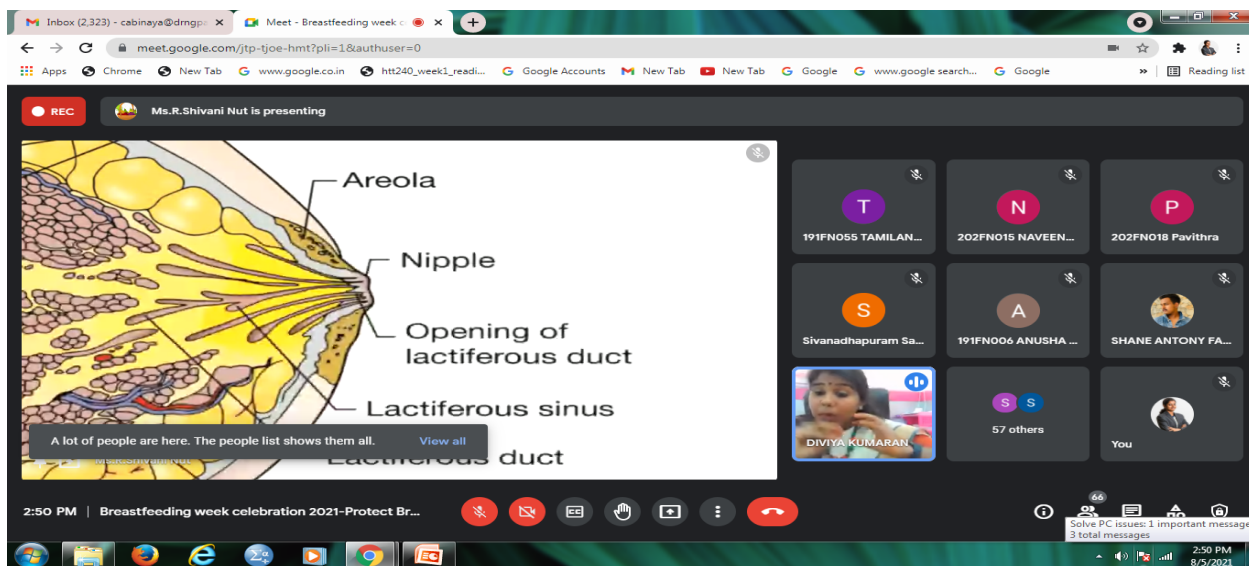 Inbox (2,323) - cabinaya@drngp
Meet - Breastfeeding week c
meet.google.com/jtp-tjoe-hmt?pli=1&authuser=0
Apps Chrome New Tab www.google.co.in htt240_week1_readi... Google Accounts New Tab New Tab Google www.google search... Google » Reading list
REC
Ms.R.Shivani Nut is presenting
Areola
Nipple
Opening of
lactiferous duct
Lactiferous sinus
Lactiferous duct
A lot of people are here. The people list shows them all. View all
T
191FN055 TAMILAN...
N
202FN015 NAVEEN...
P
202FN018 Pavithra
S
Sivanadhapuram Sa...
A
191FN006 ANUSHA ...
SHANE ANTONY FA...
DIVIYA KUMARAN
S S
57 others
You
2:50 PM | Breastfeeding week celebration 2021-Protect Br...
66
Solve PC issues: 1 important message
3 total messages
2:50 PM
8/5/2021